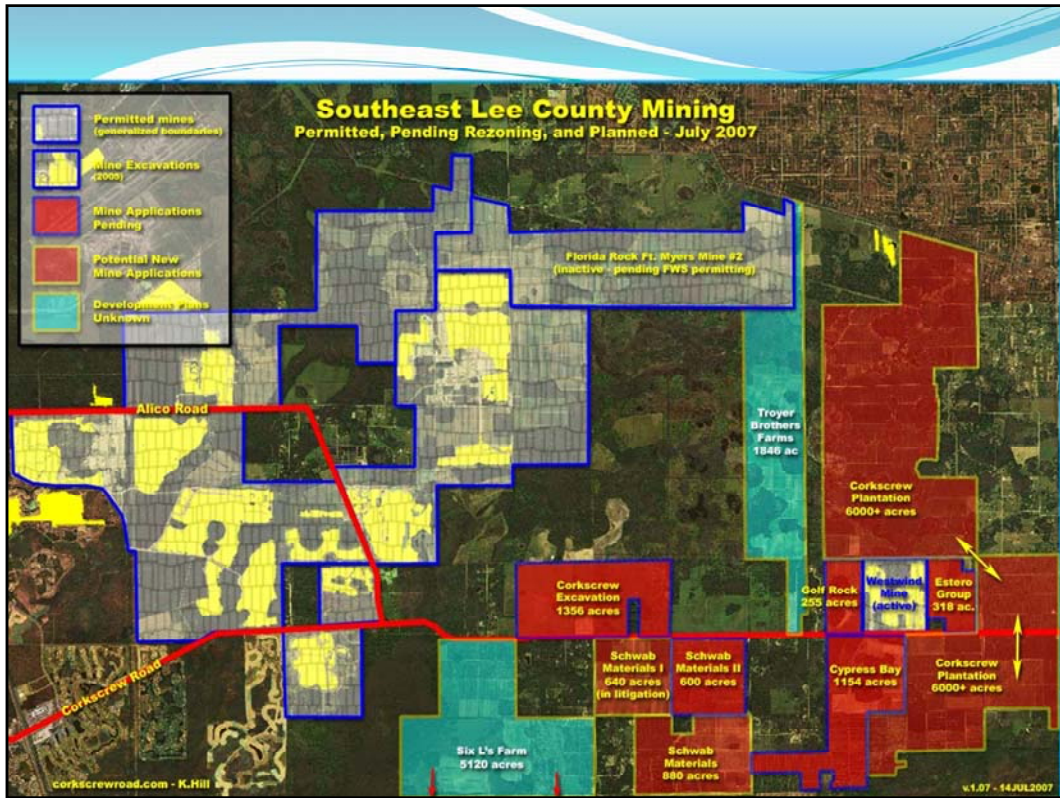 Southeast Lee County Mining
Permitted, Pending Rezoning, and Planned - July 2007
Permitted mines
(generalized boundaries)
Mine Excavations
(2005)
Mine Applications
Pending
Potential New
Mine Applications
Development Plans
Unknown
Florida Rock Ft. Myers Mine #2
(inactive - pending FWS permitting)
Alico Road
Troyer
Brothers
Farms
1846 ac
Corkscrew
Plantation
6000+ acres
Corkscrew
Excavation
1356 acres
Golf Rock
255 acres
Westwind
Mine
(active)
Estero
Group
318 ac.
Corkscrew Road
Schwab
Materials I
640 acres
(in litigation)
Schwab
Materials II
600 acres
Cypress Bay
1154 acres
Corkscrew
Plantation
6000+ acres
Six L's Farm
5120 acres
Schwab
Materials
880 acres
corkscrewroad.com - K.Hill
v.1.07 - 14JUL2007